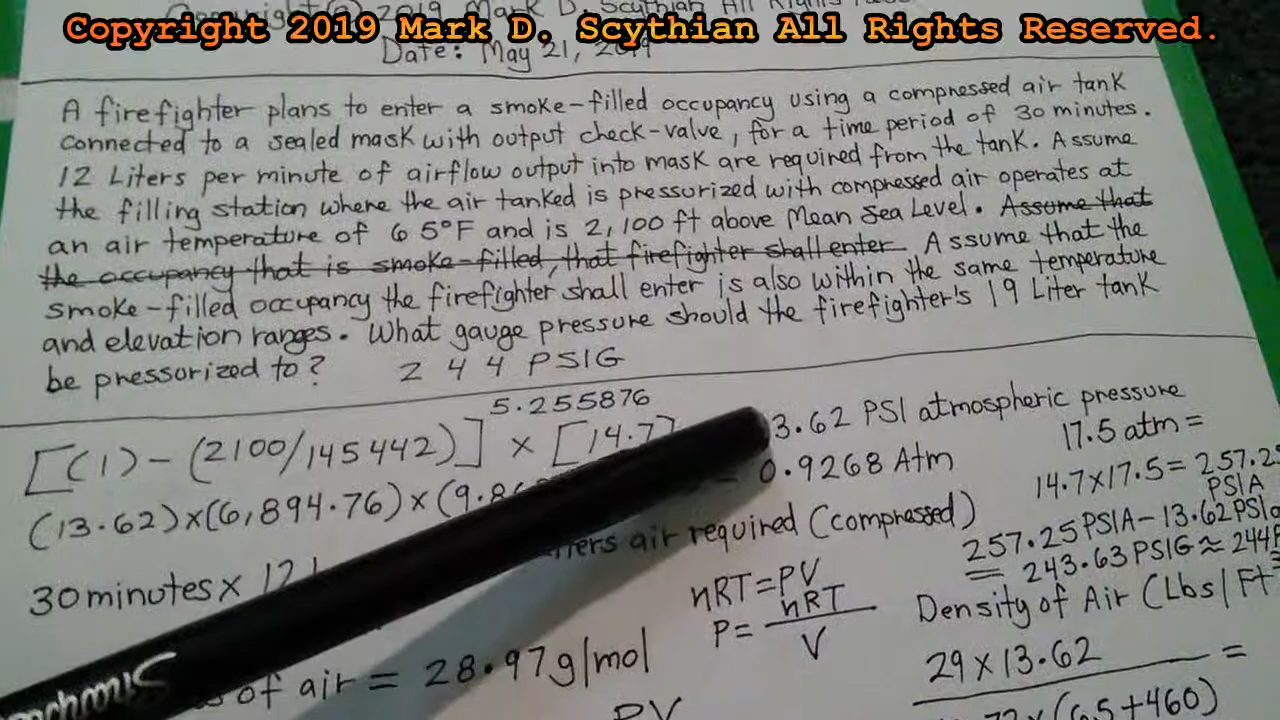 Copyright 2019 Mark D. Scythian All Rights Reserved.
2019 Mark D. Scythian All Rights
Date: May 21, 2019
A firefighter plans to enter a smoke-filled occupancy using a compressed air tank
connected to a sealed mask with output check-valve, for a time period of 30 minutes.
12 Liters per minute of airflow output into mask are required from the tank. Assume
the filling station where the air tanked is pressurized with compressed air operates at
an air temperature of 65°F and is 2,100 ft above Mean Sea Level. Assume that
the occupancy that is smoke-filled, that firefighter shall enter. Assume that the
smoke-filled occupancy the firefighter shall enter is also within the same temperature
and elevation ranges. What gauge pressure should the firefighter's 19 Liter tank
be pressorized to? 244 PSIG
5.255876
[(1)-(2100/145442)] × [14.7] 3.62 PSI atmospheric pressure
17.5 atm =
(13.62)×(6,894.76)×(9.86 = 0.9268 Atm
14.7×17.5 = 257.25
PSIA
30 minutes × 12 L air required (compressed)
257.25 PSIA - 13.62 PSIg
= 243.63 PSIG ≈ 244
nRT = PV
P = nRT / V
Density of Air (Lbs/Ft
of air = 28.97g/mol
29 × 13.62 =
PV
×(65+460)